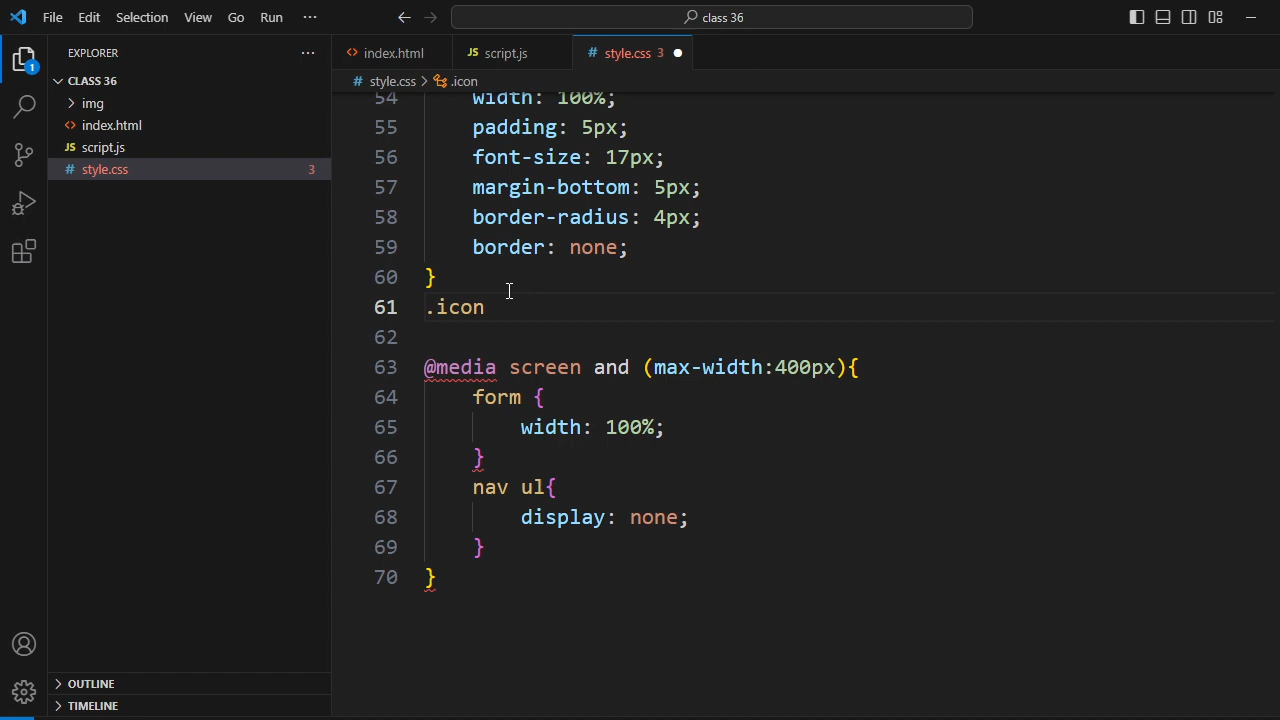 File Edit Selection View Go Run ··· class 36
EXPLORER ···
CLASS 36
img
index.html
JS script.js
# style.css 3
1
OUTLINE
TIMELINE
index.html JS script.js # style.css 3
# style.css > .icon
54 width: 100%;
55 padding: 5px;
56 font-size: 17px;
57 margin-bottom: 5px;
58 border-radius: 4px;
59 border: none;
60 }
61 .icon
62
63 @media screen and (max-width:400px){
64 form {
65 width: 100%;
66 }
67 nav ul{
68 display: none;
69 }
70 }